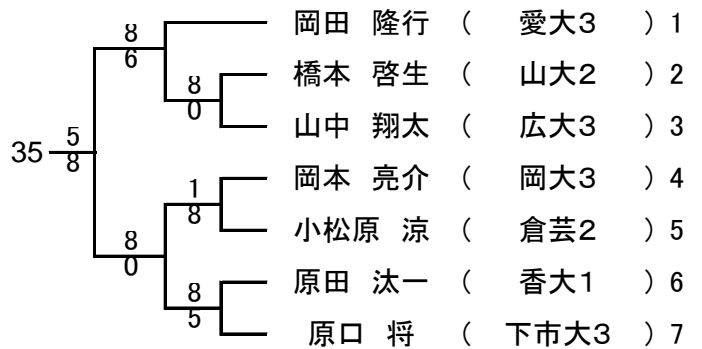 岡田 隆行 ( 愛大3 ) 1
8
6
橋本 啓生 ( 山大2 ) 2
8
0
山中 翔太 ( 広大3 ) 3
35
5
8
岡本 亮介 ( 岡大3 ) 4
1
8
小松原 涼 ( 倉芸2 ) 5
8
0
原田 汰一 ( 香大1 ) 6
8
5
原口 将 ( 下市大3 ) 7